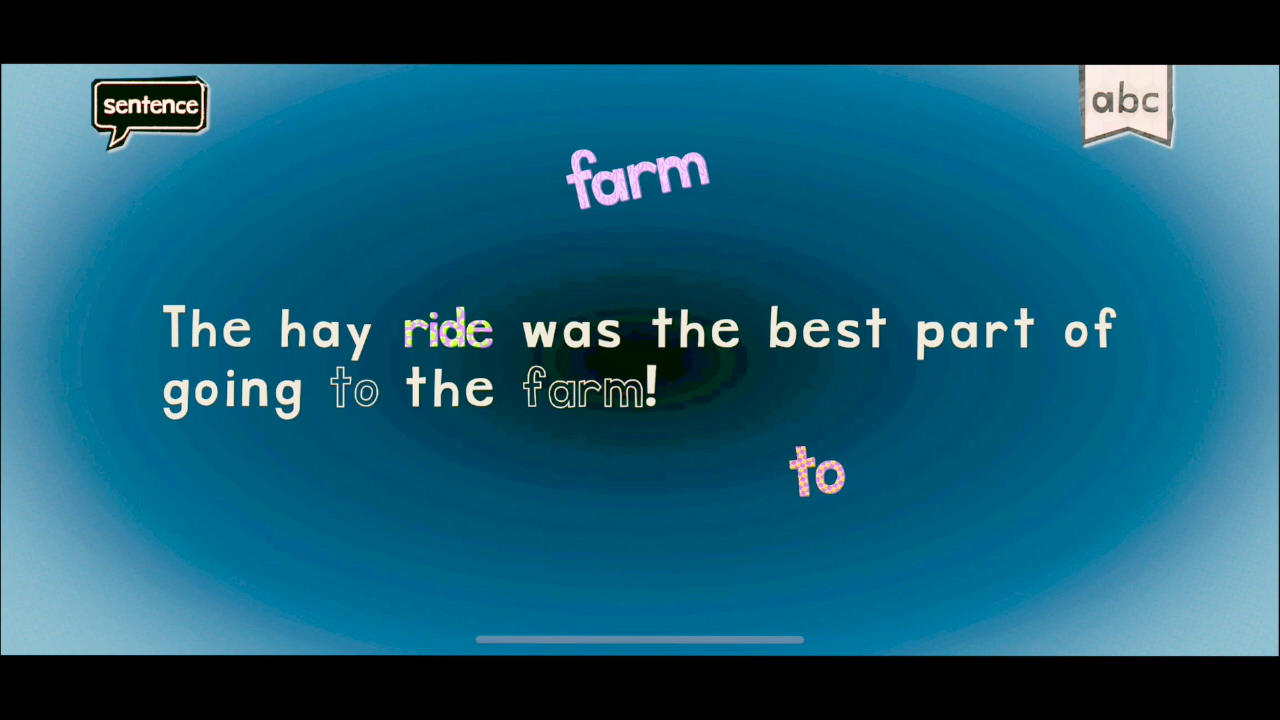 sentence
abc
farm
The hay ride was the best part of
going to the farm!
to